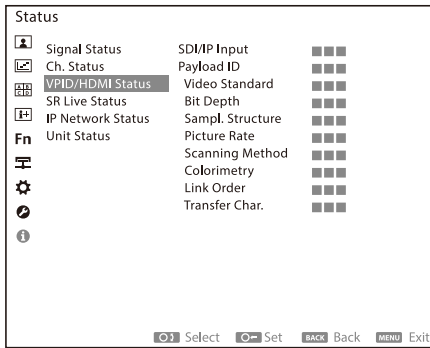 Status
Signal Status
Ch. Status
VPID/HDMI Status
SR Live Status
IP Network Status
Unit Status
A B
C D
Fn
SDI/IP Input ■■■
Payload ID ■■■
Video Standard ■■■
Bit Depth ■■■
Sampl. Structure ■■■
Picture Rate ■■■
Scanning Method ■■■
Colorimetry ■■■
Link Order ■■■
Transfer Char. ■■■
Select Set BACK Back MENU Exit